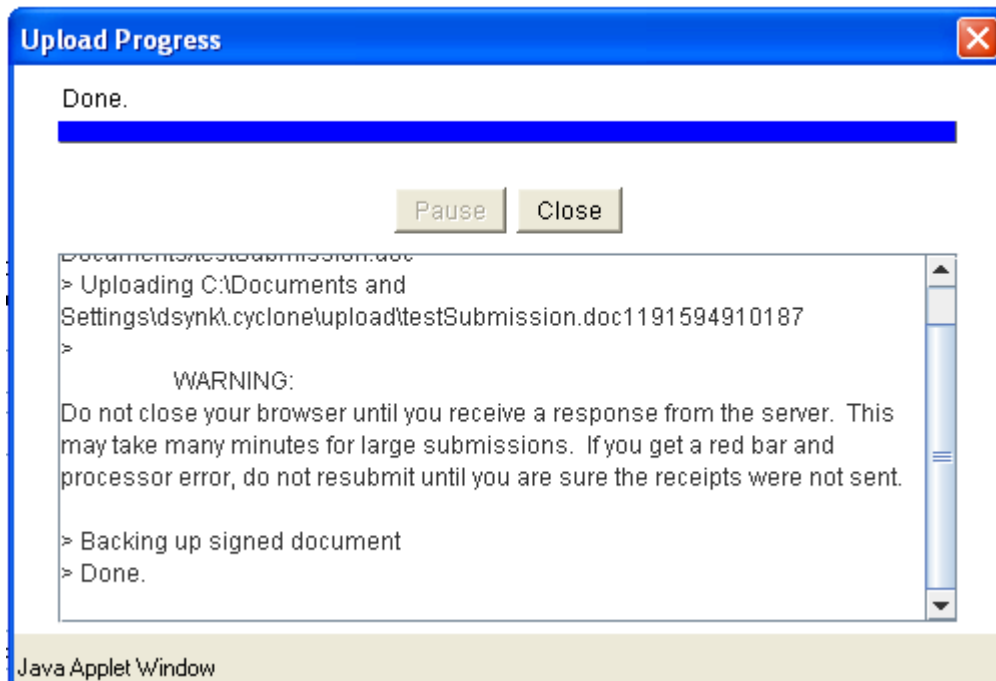 Upload Progress
Done.
Pause Close
Documents\testSubmission.doc
> Uploading C:\Documents and
Settings\dsynk\.cyclone\upload\testSubmission.doc1191594910187
>
WARNING:
Do not close your browser until you receive a response from the server. This
may take many minutes for large submissions. If you get a red bar and
processor error, do not resubmit until you are sure the receipts were not sent.
> Backing up signed document
> Done.
Java Applet Window